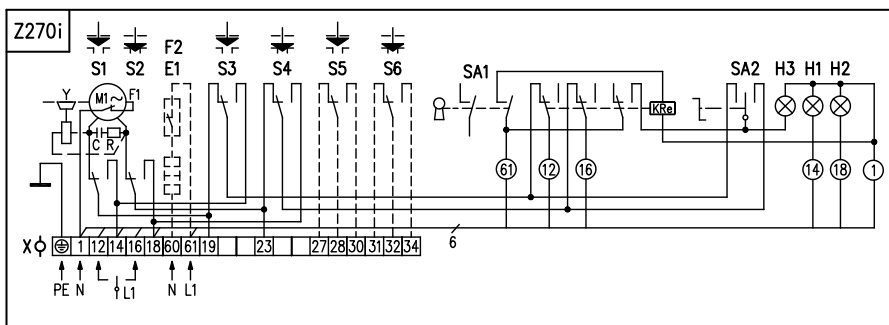 Z270i
F2
S1 S2 E1 S3 S4 S5 S6 SA1 SA2 H3 H1 H2
Y M1~ F1
KRe
C R
61 12 16 14 18 1
X 1 12 14 16 18 60 61 19 23 27 28 30 31 32 34
6
PE N L1 N L1